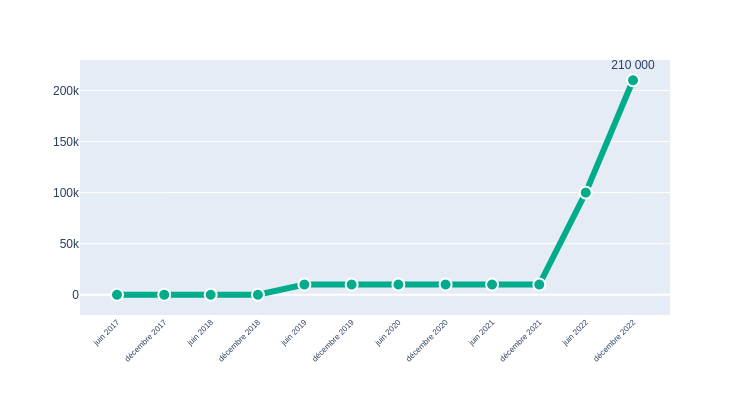 210 000
200k
150k
100k
50k
0
juin 2017
décembre 2017
juin 2018
décembre 2018
juin 2019
décembre 2019
juin 2020
décembre 2020
juin 2021
décembre 2021
juin 2022
décembre 2022